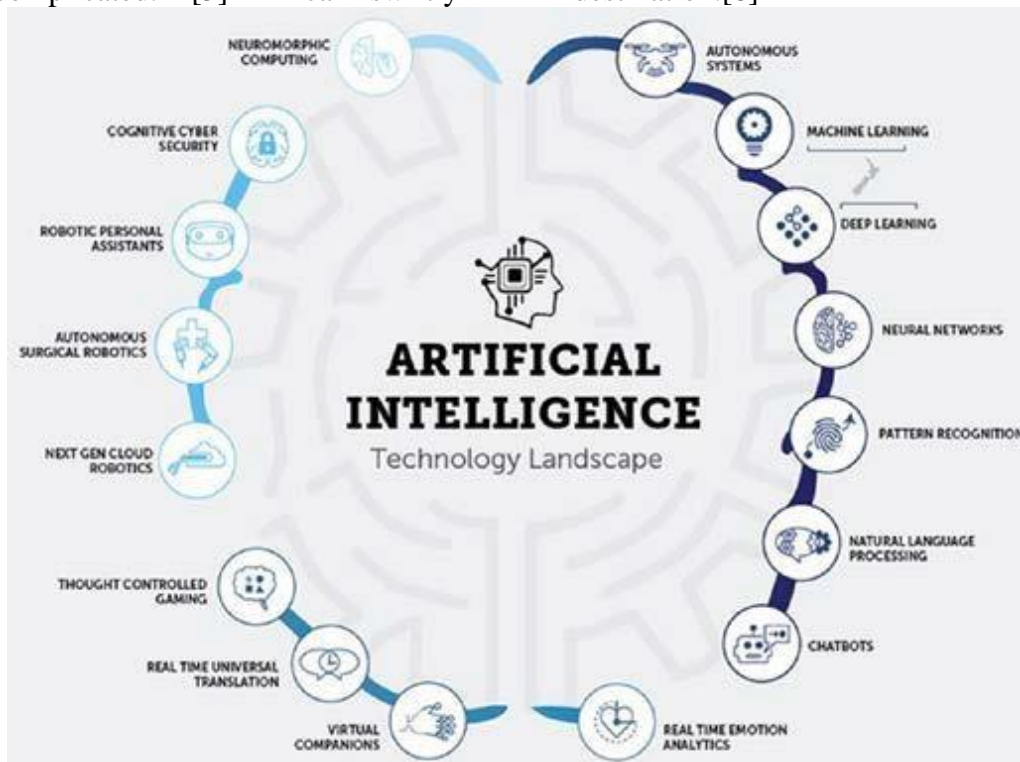 ARTIFICIAL
INTELLIGENCE
Technology Landscape
AUTONOMOUS
SYSTEMS
MACHINE LEARNING
DEEP LEARNING
NEURAL NETWORKS
PATTERN RECOGNITION
NATURAL LANGUAGE
PROCESSING
CHATBOTS
REAL TIME EMOTION
ANALYTICS
VIRTUAL
COMPANIONS
REAL TIME UNIVERSAL
TRANSLATION
THOUGHT CONTROLLED
GAMING
NEXT GEN CLOUD
ROBOTICS
AUTONOMOUS
SURGICAL ROBOTICS
ROBOTIC PERSONAL
ASSISTANTS
COGNITIVE CYBER
SECURITY
NEUROMORPHIC
COMPUTING